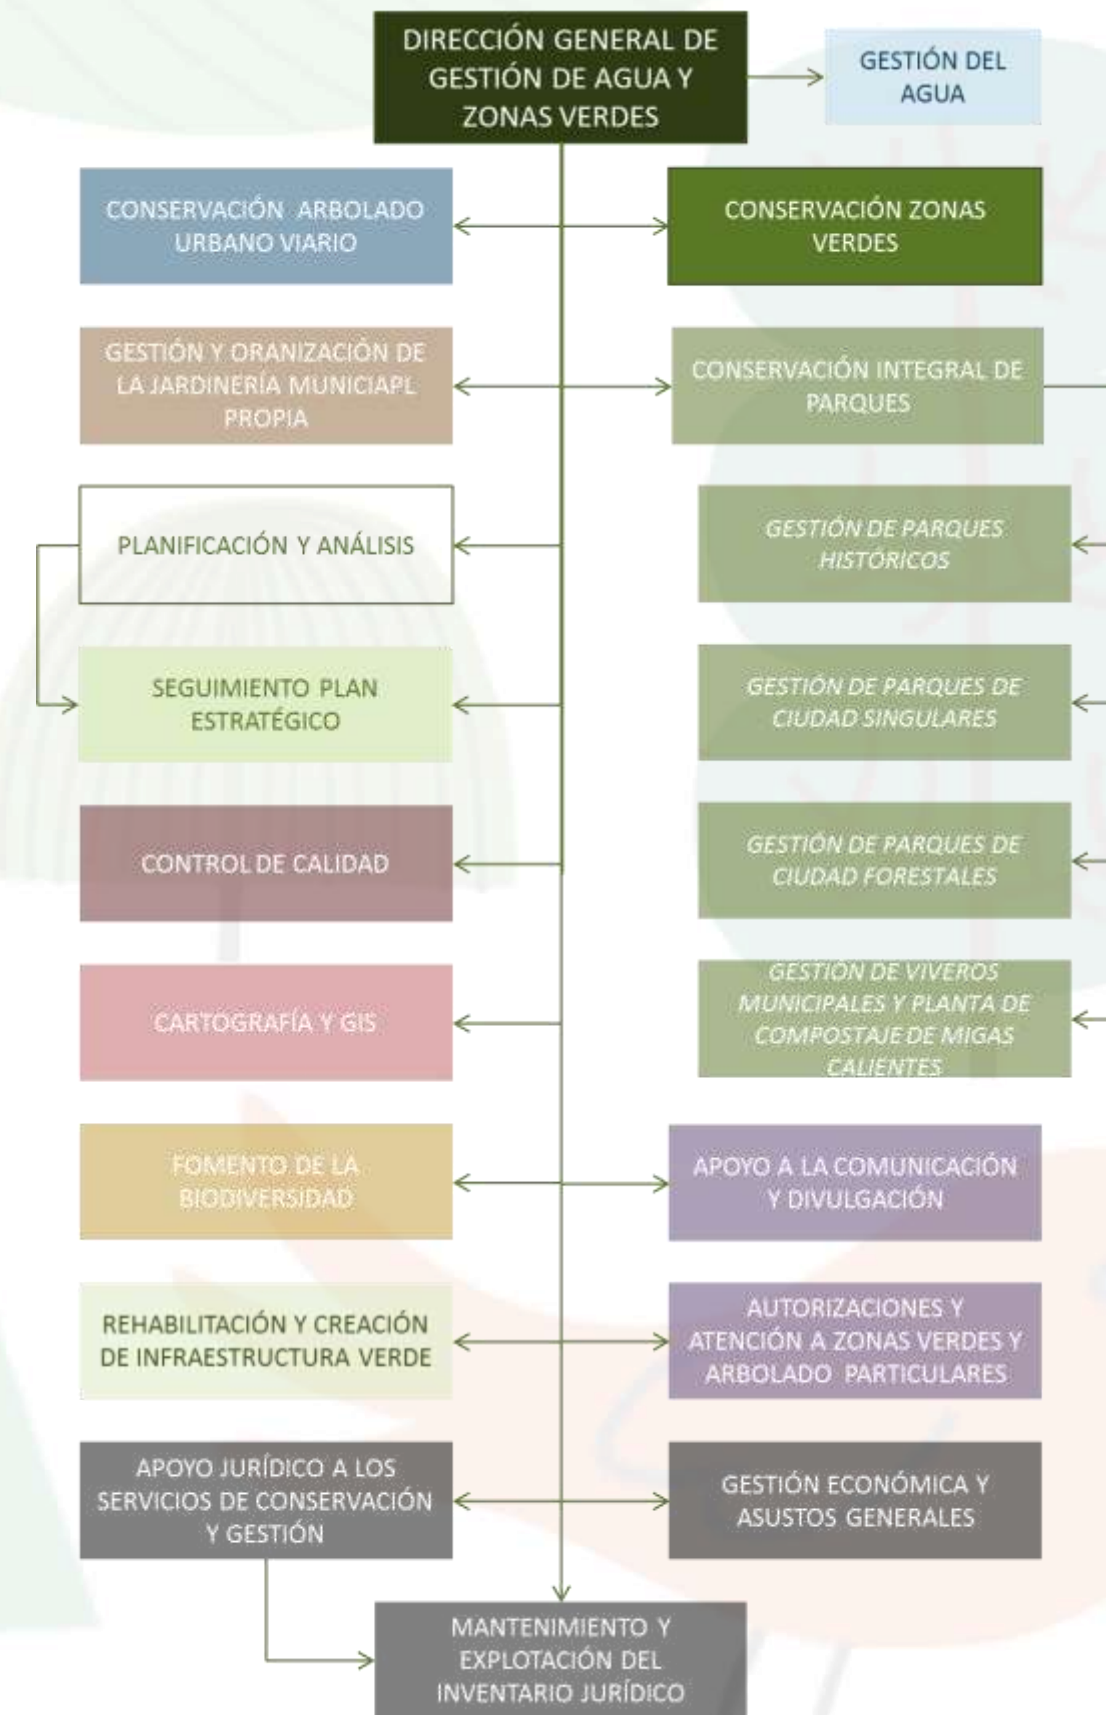 DIRECCIÓN GENERAL DE
GESTIÓN DE AGUA Y
ZONAS VERDES
GESTIÓN DEL
AGUA
CONSERVACIÓN ARBOLADO
URBANO VIARIO
CONSERVACIÓN ZONAS
VERDES
GESTIÓN Y ORANIZACIÓN DE
LA JARDINERÍA MUNICIAPL
PROPIA
CONSERVACIÓN INTEGRAL DE
PARQUES
PLANIFICACIÓN Y ANÁLISIS
GESTIÓN DE PARQUES
HISTÓRICOS
SEGUIMIENTO PLAN
ESTRATÉGICO
GESTIÓN DE PARQUES DE
CIUDAD SINGULARES
CONTROL DE CALIDAD
GESTIÓN DE PARQUES DE
CIUDAD FORESTALES
CARTOGRAFÍA Y GIS
GESTIÓN DE VIVEROS
MUNICIPALES Y PLANTA DE
COMPOSTAJE DE MIGAS
CALIENTES
FOMENTO DE LA
BIODIVERSIDAD
APOYO A LA COMUNICACIÓN
Y DIVULGACIÓN
REHABILITACIÓN Y CREACIÓN
DE INFRAESTRUCTURA VERDE
AUTORIZACIONES Y
ATENCIÓN A ZONAS VERDES Y
ARBOLADO PARTICULARES
APOYO JURÍDICO A LOS
SERVICIOS DE CONSERVACIÓN
Y GESTIÓN
GESTIÓN ECONÓMICA Y
ASUSTOS GENERALES
MANTENIMIENTO Y
EXPLOTACIÓN DEL
INVENTARIO JURÍDICO